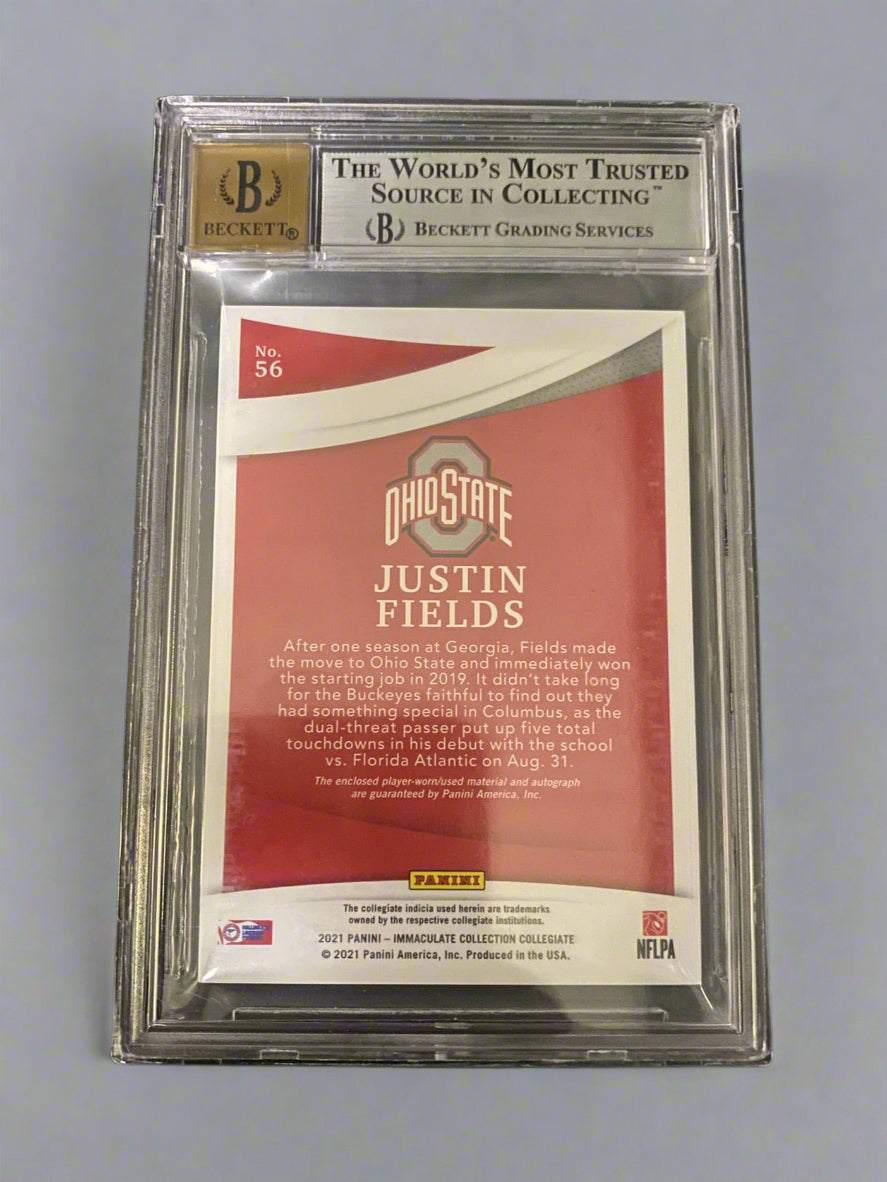 B
BECKETT®
THE WORLD'S MOST TRUSTED
SOURCE IN COLLECTING™
B BECKETT GRADING SERVICES
No.
56
OHIO STATE
JUSTIN
FIELDS
After one season at Georgia, Fields made
the move to Ohio State and immediately won
the starting job in 2019. It didn't take long
for the Buckeyes faithful to find out they
had something special in Columbus, as the
dual-threat passer put up five total
touchdowns in his debut with the school
vs. Florida Atlantic on Aug. 31.
The enclosed player-worn/used material and autograph
are guaranteed by Panini America, Inc.
PANINI
The collegiate indicia used herein are trademarks
owned by the respective collegiate institutions.
2021 PANINI – IMMACULATE COLLECTION COLLEGIATE
© 2021 Panini America, Inc. Produced in the USA.
NFLPA